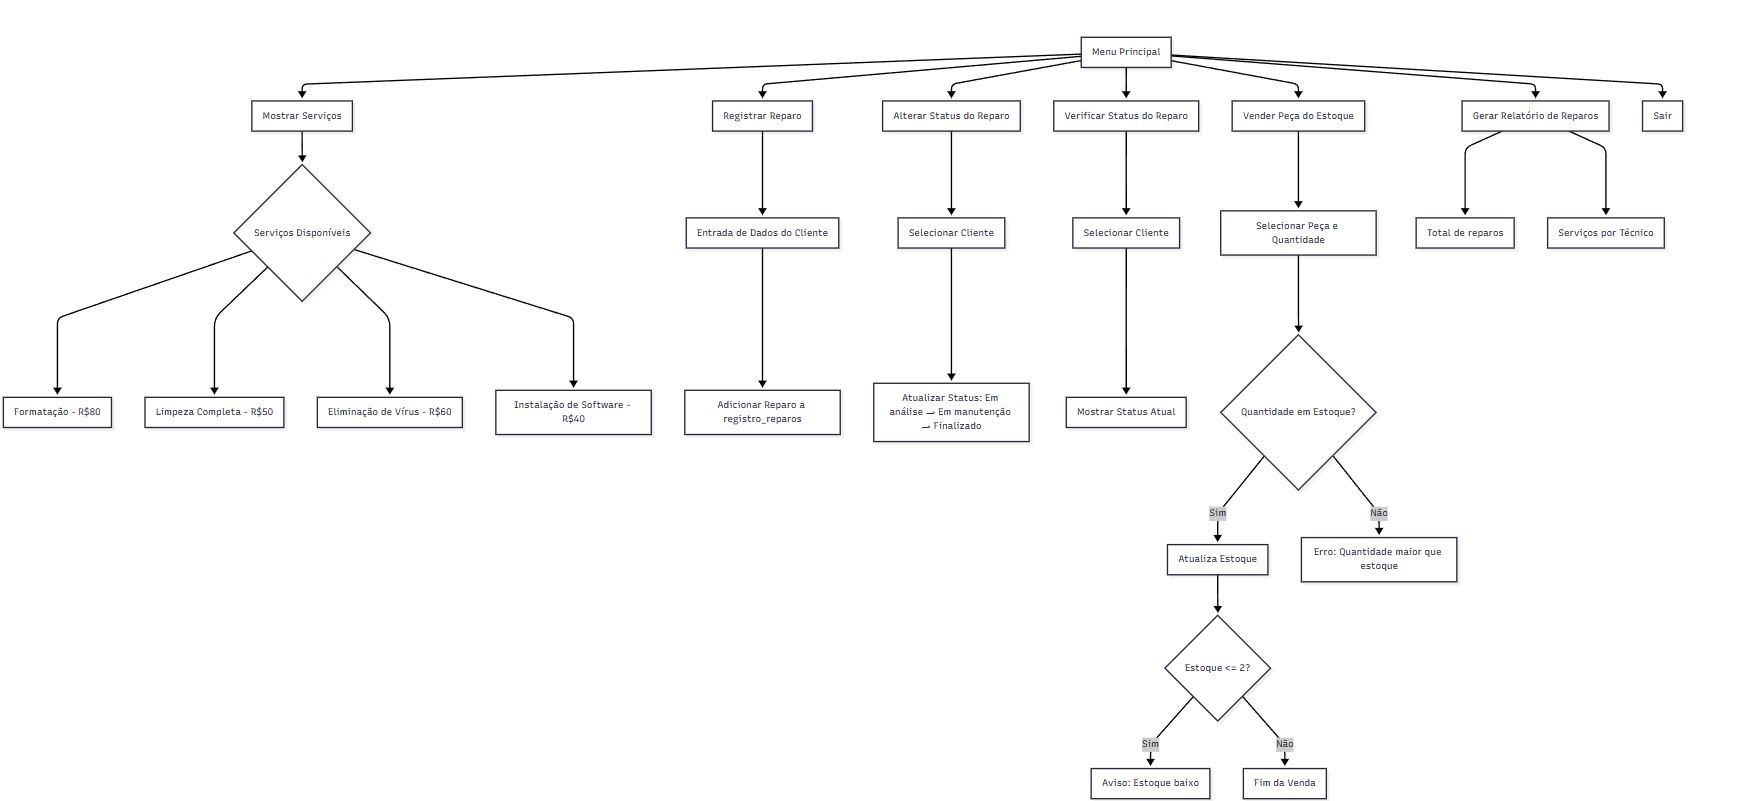 Menu Principal
Mostrar Serviços
Registrar Reparo
Alterar Status do Reparo
Verificar Status do Reparo
Vender Peça do Estoque
Gerar Relatório de Reparos
Sair
Serviços Disponíveis
Entrada de Dados do Cliente
Selecionar Cliente
Selecionar Cliente
Selecionar Peça e
Quantidade
Total de reparos
Serviços por Técnico
Formatação - R$80
Limpeza Completa - R$50
Eliminação de Vírus - R$60
Instalação de Software -
R$40
Adicionar Reparo a
registro_reparos
Atualizar Status: Em
análise → Em manutenção
→ Finalizado
Mostrar Status Atual
Quantidade em Estoque?
Sim
Não
Atualiza Estoque
Erro: Quantidade maior que
estoque
Estoque <= 2?
Sim
Não
Aviso: Estoque baixo
Fim da Venda